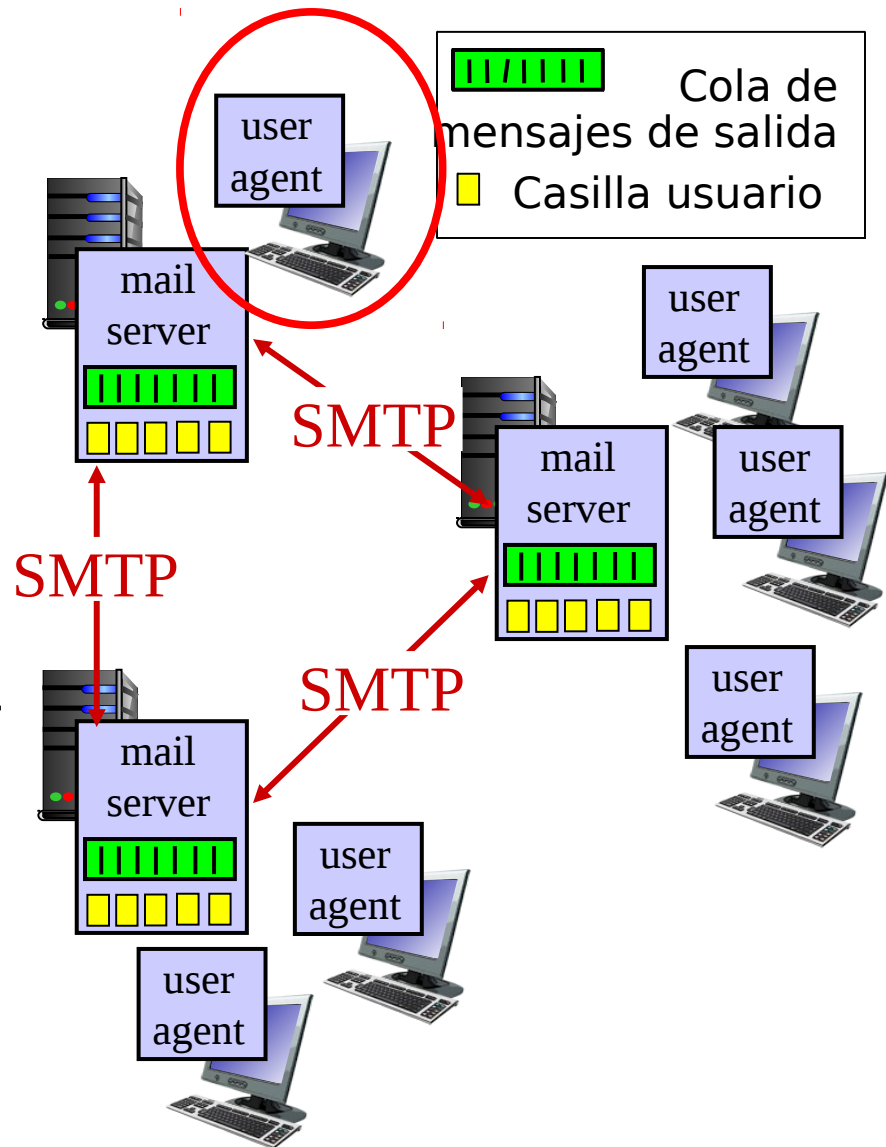 user
agent
Cola de
mensajes de salida
Casilla usuario
mail
server
user
agent
SMTP
mail
server
user
agent
SMTP
SMTP
user
agent
mail
server
user
agent
user
agent